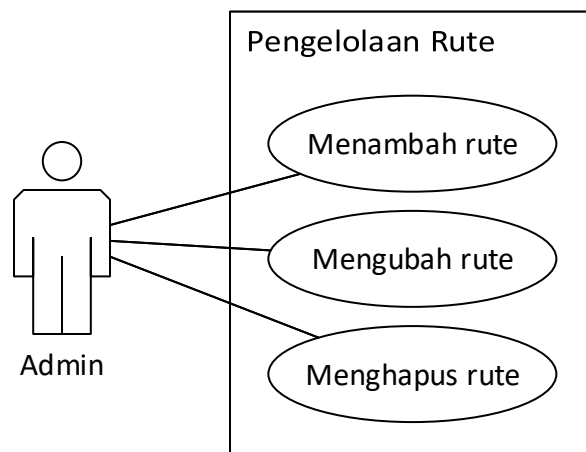 Pengelolaan Rute
Menambah rute
Mengubah rute
Menghapus rute
Admin